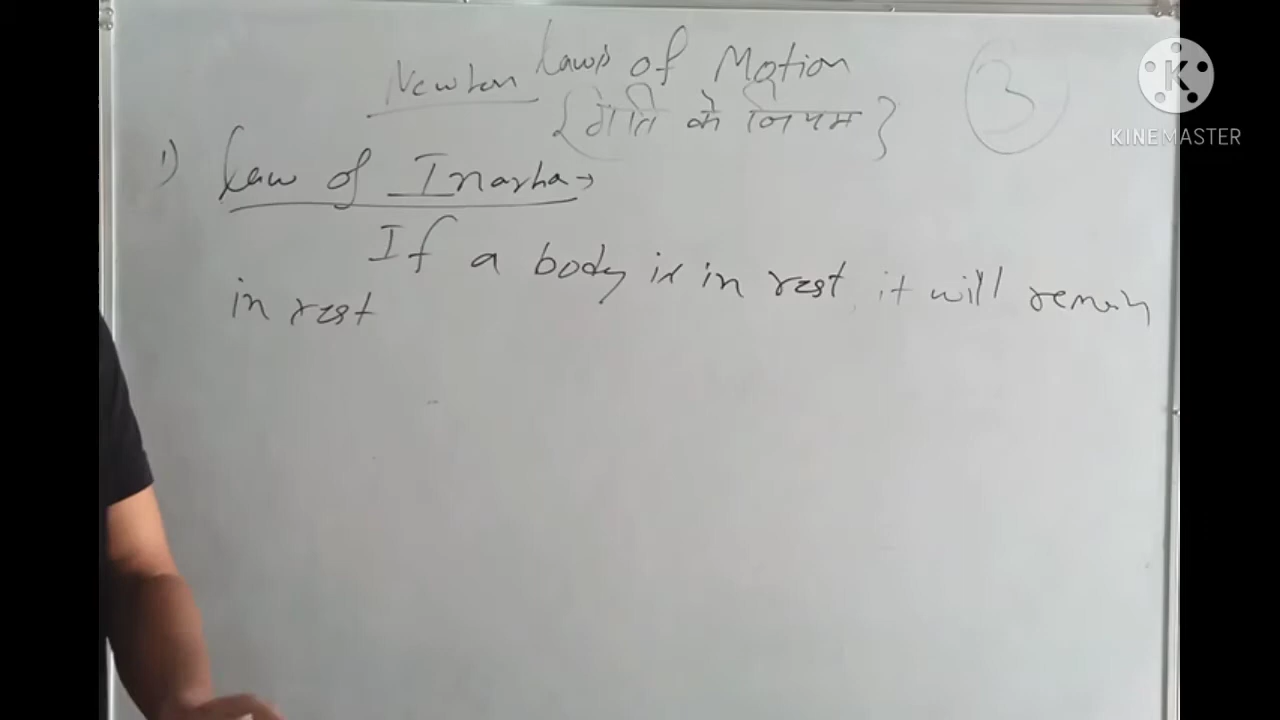 Newton Laws of Motion
{गति के नियम}
3
1) Law of Inartia →
If a body is in rest, it will remain
in rest
K
KINEMASTER